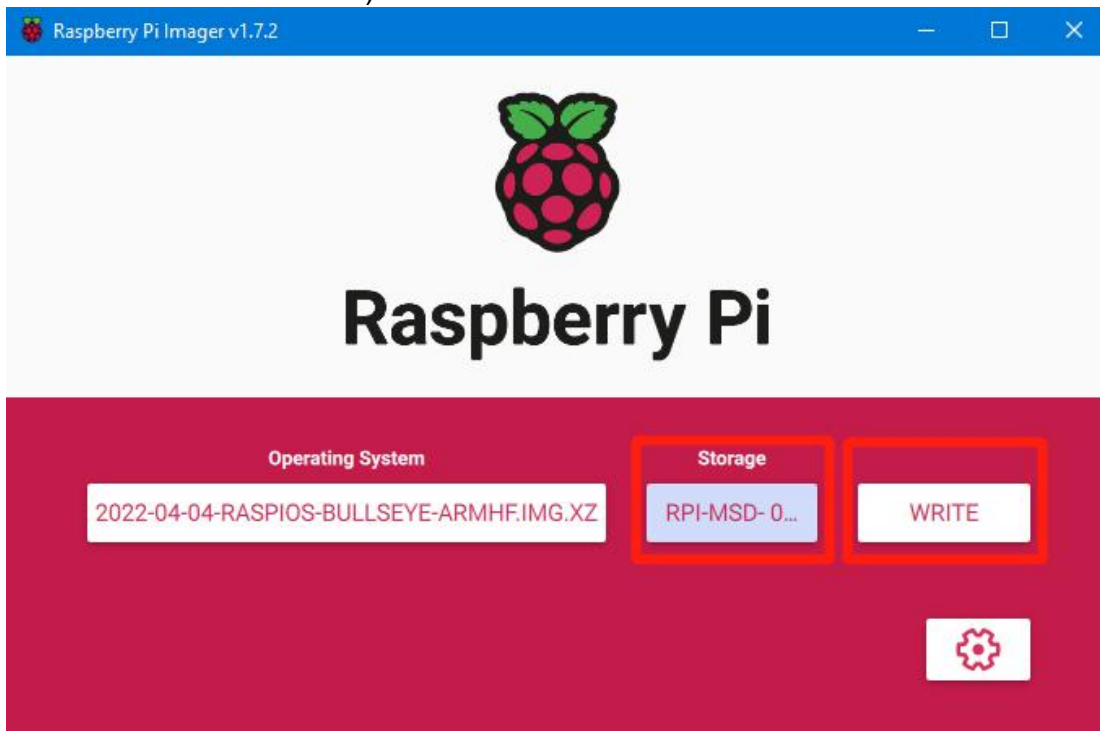 )
Raspberry Pi Imager v1.7.2
Raspberry Pi
Operating System
Storage
2022-04-04-RASPIOS-BULLSEYE-ARMHF.IMG.XZ
RPI-MSD- 0...
WRITE